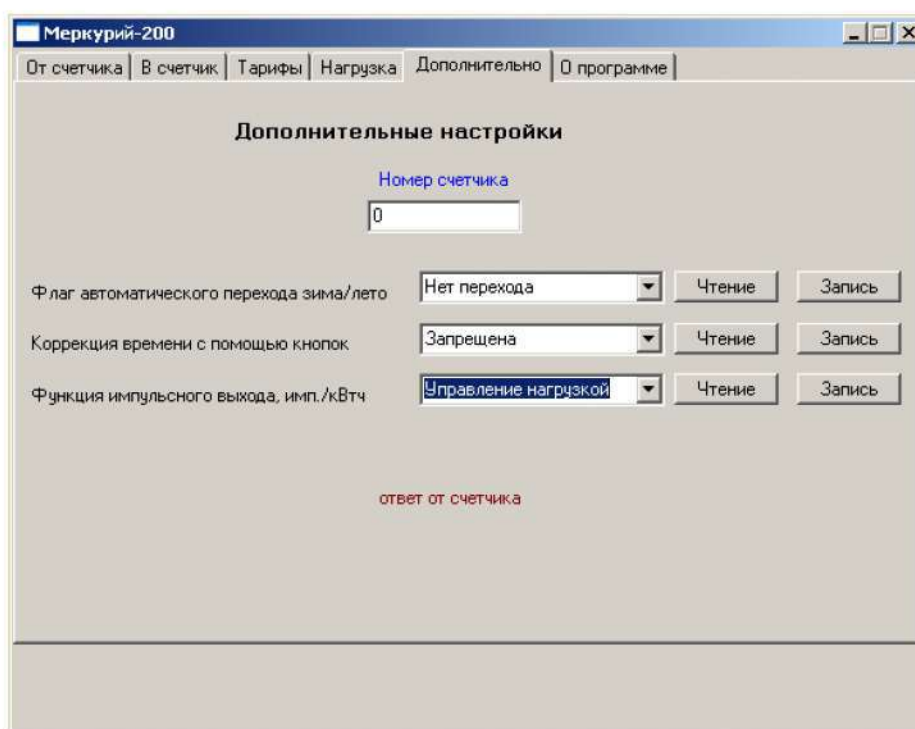 Меркурий-200
От счетчика В счетчик Тарифы Нагрузка Дополнительно О программе
Дополнительные настройки
Номер счетчика
0
Флаг автоматического перехода зима/лето Нет перехода Чтение Запись
Коррекция времени с помощью кнопок Запрещена Чтение Запись
Функция импульсного выхода, имп./кВтч Управление нагрузкой Чтение Запись
ответ от счетчика